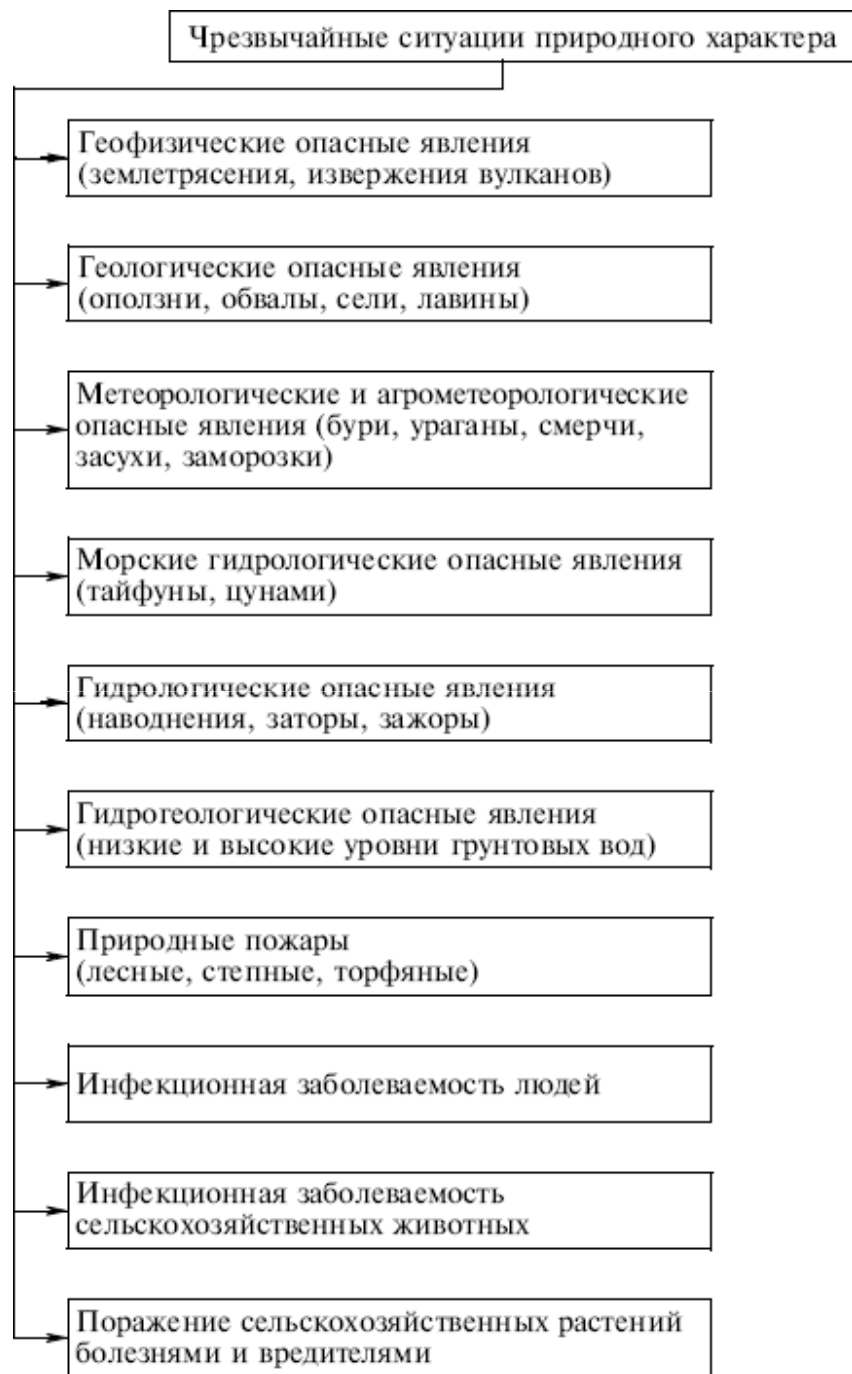 Чрезвычайные ситуации природного характера
Геофизические опасные явления
(землетрясения, извержения вулканов)
Геологические опасные явления
(оползни, обвалы, сели, лавины)
Метеорологические и агрометеорологические
опасные явления (бури, ураганы, смерчи,
засухи, заморозки)
Морские гидрологические опасные явления
(тайфуны, цунами)
Гидрологические опасные явления
(наводнения, заторы, зажоры)
Гидрогеологические опасные явления
(низкие и высокие уровни грунтовых вод)
Природные пожары
(лесные, степные, торфяные)
Инфекционная заболеваемость людей
Инфекционная заболеваемость
сельскохозяйственных животных
Поражение сельскохозяйственных растений
болезнями и вредителями